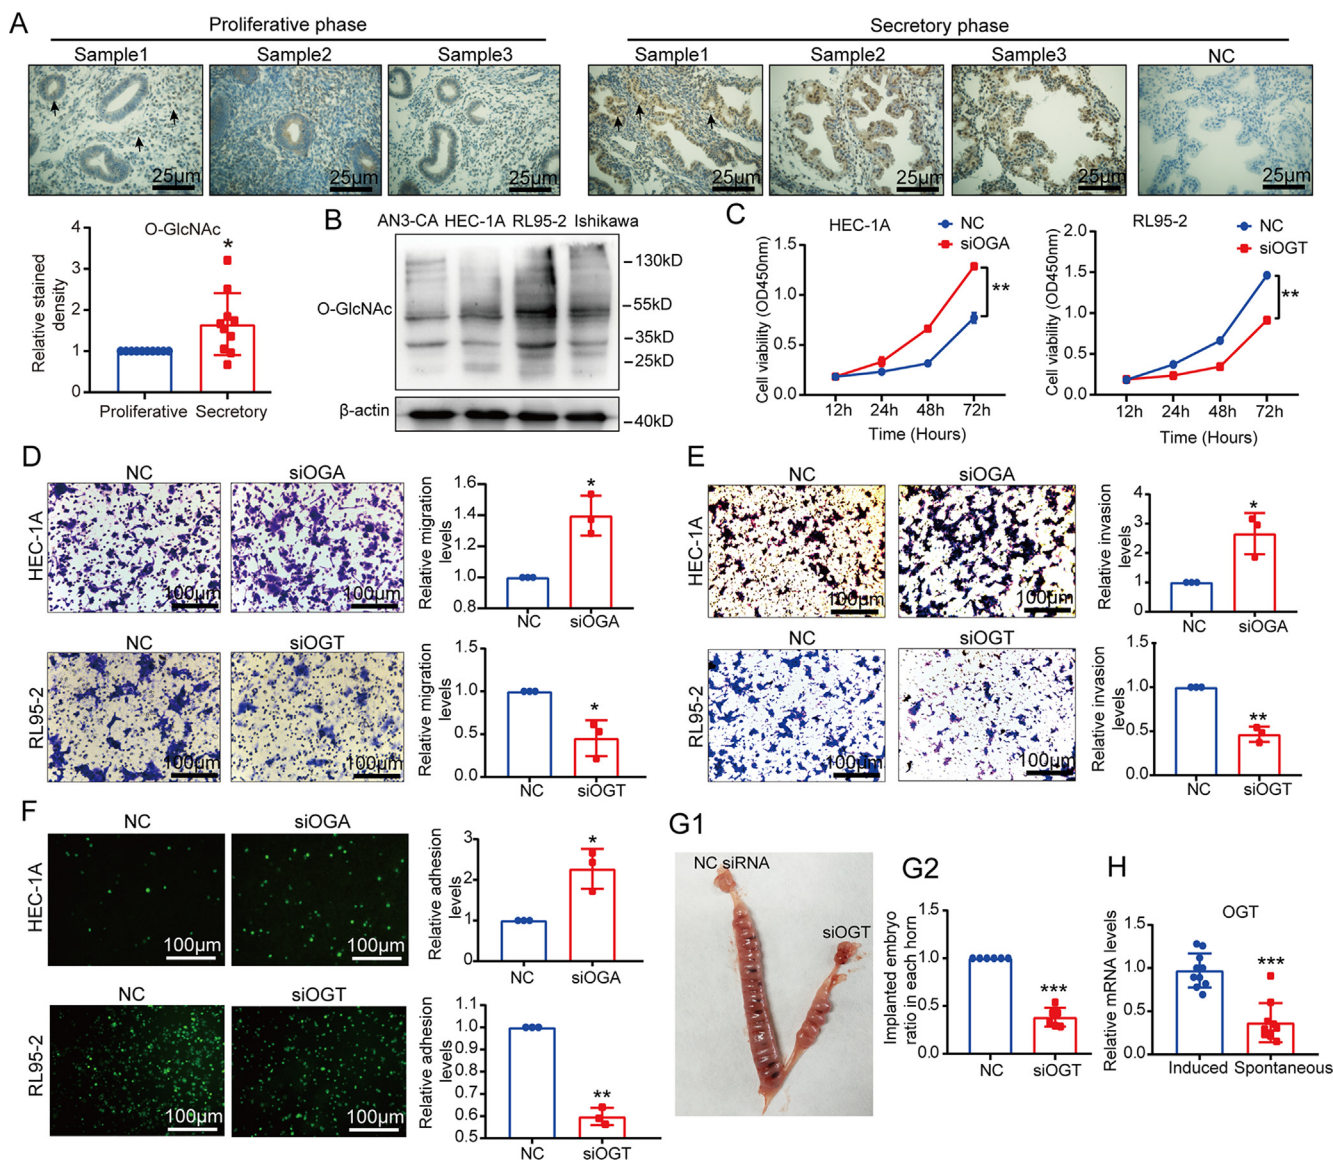 A
Proliferative phase
Secretory phase
Sample1 Sample2 Sample3 Sample1 Sample2 Sample3 NC
25μm 25μm 25μm 25μm 25μm 25μm 25μm
O-GlcNAc
Relative stained
density
4
3
2
1
0
*
Proliferative Secretory
B
AN3-CA HEC-1A RL95-2 Ishikawa
O-GlcNAc
130kD
55kD
35kD
25kD
β-actin
40kD
C
HEC-1A
NC
siOGA
Cell viability (OD450nm)
1.5
1.0
0.5
0.0
**
12h 24h 48h 72h
Time (Hours)
RL95-2
NC
siOGT
Cell viability (OD450nm)
2.0
1.5
1.0
0.5
0.0
**
12h 24h 48h 72h
Time (Hours)
D
NC siOGA
HEC-1A
100μm 100μm
Relative migration
levels
1.6
1.4
1.2
1.0
0.8
*
NC siOGA
NC siOGT
RL95-2
100μm 100μm
Relative migration
levels
1.5
1.0
0.5
0.0
*
NC siOGT
E
NC siOGA
HEC-1A
100μm 100μm
Relative invasion
levels
4
3
2
1
0
*
NC siOGA
NC siOGT
RL95-2
100μm 100μm
Relative invasion
levels
1.5
1.0
0.5
0.0
**
NC siOGT
F
NC siOGA
HEC-1A
100μm 100μm
Relative adhesion
levels
3
2
1
0
*
NC siOGA
NC siOGT
RL95-2
100μm 100μm
Relative adhesion
levels
1.1
1.0
0.9
0.8
0.7
0.6
0.5
**
NC siOGT
G1
NC siRNA
siOGT
G2
Implanted embryo
ratio in each horn
1.5
1.0
0.5
0.0
***
NC siOGT
H
OGT
Relative mRNA levels
1.5
1.0
0.5
0.0
***
Induced Spontaneous